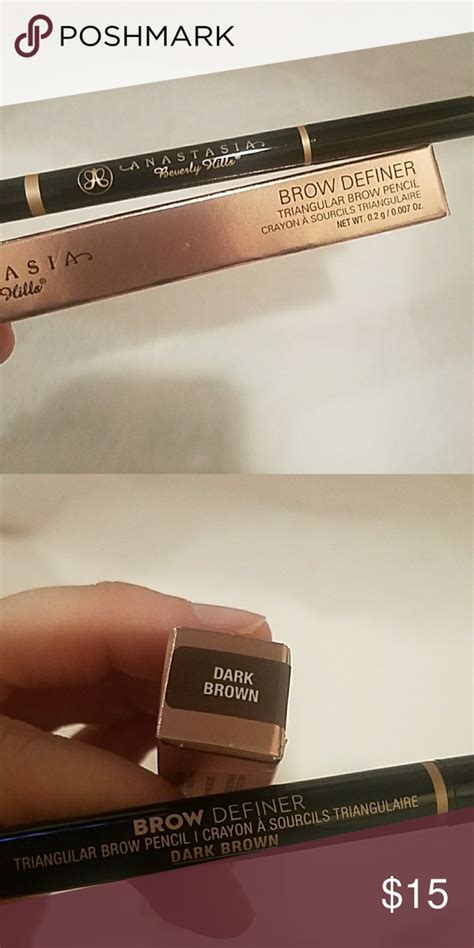 POSHMARK
ANASTASIA
Beverly Hills®
BROW DEFINER
TRIANGULAR BROW PENCIL
CRAYON À SOURCILS TRIANGULAIRE
NET WT. 0.2 g / 0.007 Oz.
ASIA
Hills®
DARK
BROWN
BROW DEFINER
TRIANGULAR BROW PENCIL | CRAYON À SOURCILS TRIANGULAIRE
DARK BROWN
$15